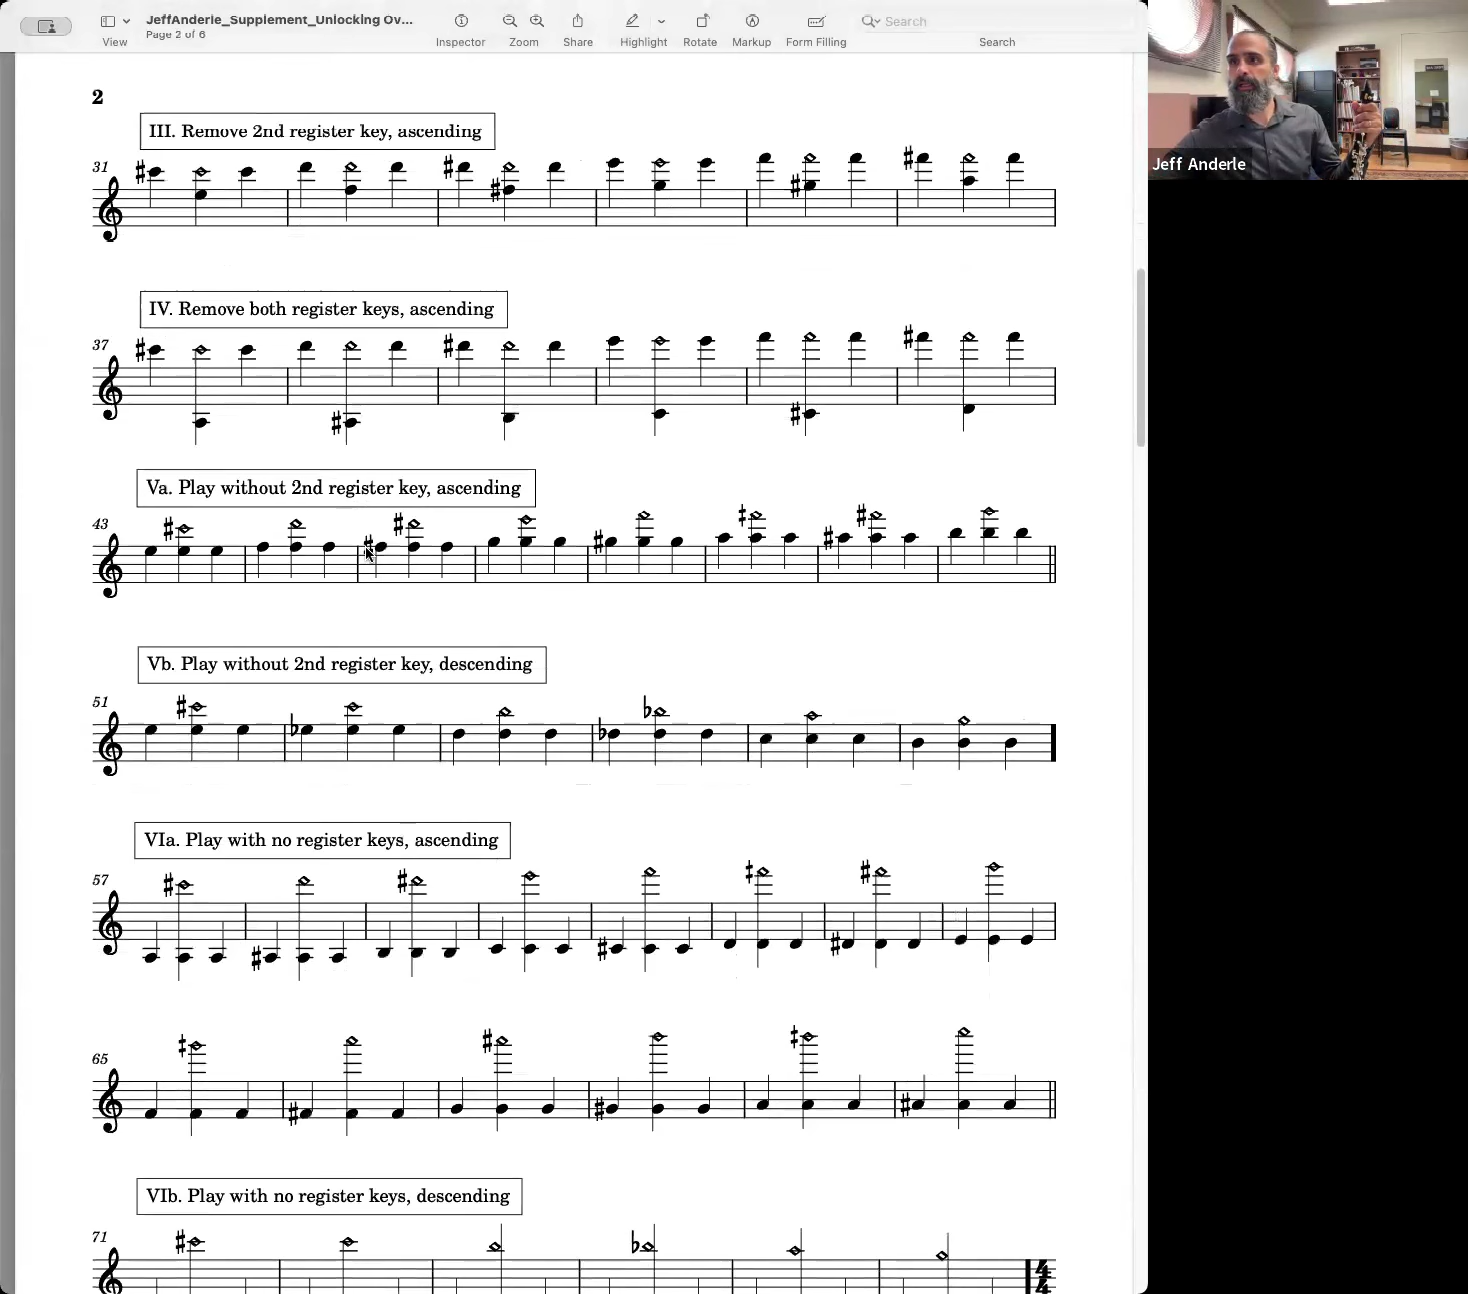 JeffAnderlie_Supplement_Unlocking Ov...
Page 2 of 6
View
Inspector
Zoom
Share
Highlight
Rotate
Markup
Form Filling
Search
Search
Jeff Anderle
2
III. Remove 2nd register key, ascending
31
IV. Remove both register keys, ascending
37
Va. Play without 2nd register key, ascending
43
Vb. Play without 2nd register key, descending
51
VIa. Play with no register keys, ascending
57
65
VIb. Play with no register keys, descending
71
4
4